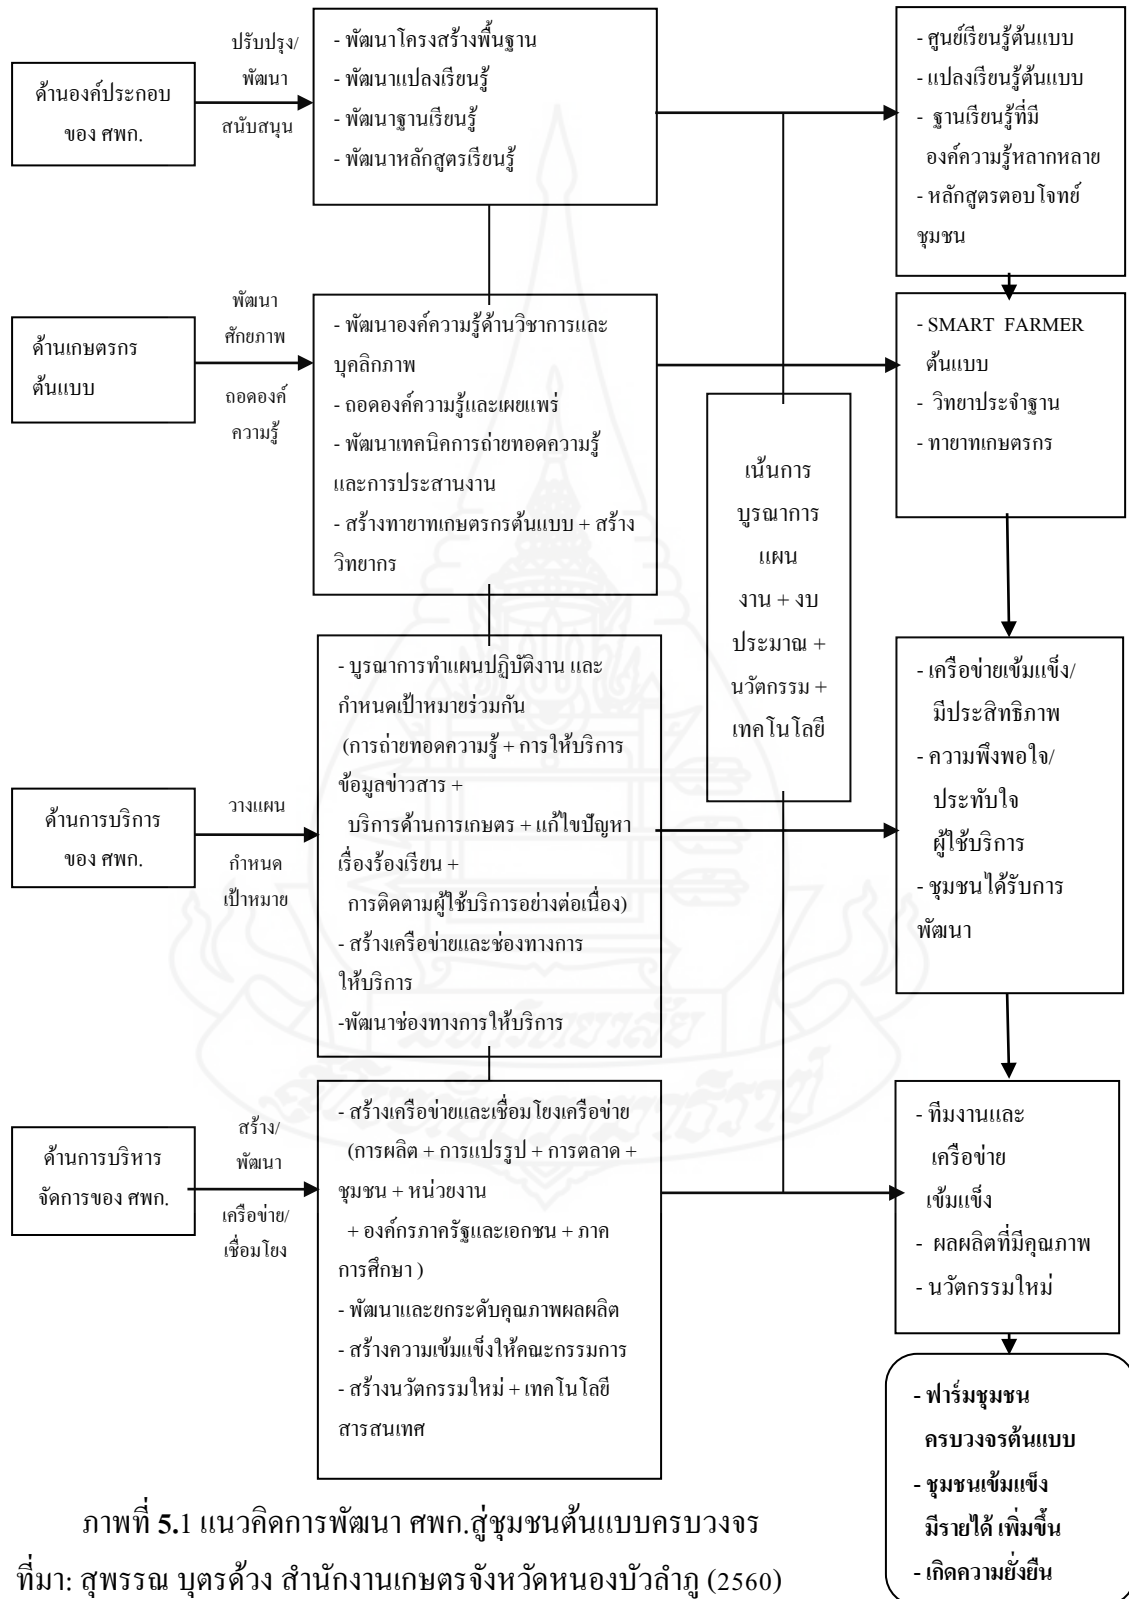 ด้านองค์ประกอบ
ของ ศพก.
ปรับปรุง/
พัฒนา
สนับสนุน
- พัฒนาโครงสร้างพื้นฐาน
- พัฒนาแปลงเรียนรู้
- พัฒนาฐานเรียนรู้
- พัฒนาหลักสูตรเรียนรู้
- ศูนย์เรียนรู้ต้นแบบ
- แปลงเรียนรู้ต้นแบบ
- ฐานเรียนรู้ที่มี
องค์ความรู้หลากหลาย
- หลักสูตรตอบโจทย์
ชุมชน
ด้านเกษตรกร
ต้นแบบ
พัฒนา
ศักยภาพ
ถอดองค์
ความรู้
- พัฒนาองค์ความรู้ด้านวิชาการและ
บุคลิกภาพ
- ถอดองค์ความรู้และเผยแพร่
- พัฒนาเทคนิคการถ่ายทอดความรู้
และการประสานงาน
- สร้างทายาทเกษตรกรต้นแบบ + สร้าง
วิทยากร
- SMART FARMER
ต้นแบบ
- วิทยาประจำฐาน
- ทายาทเกษตรกร
เน้นการ
บูรณาการ
แผน
งาน + งบ
ประมาณ +
นวัตกรรม +
เทคโนโลยี
ด้านการบริการ
ของ ศพก.
วางแผน
กำหนด
เป้าหมาย
- บูรณาการทำแผนปฏิบัติงาน และ
กำหนดเป้าหมายร่วมกัน
(การถ่ายทอดความรู้ + การให้บริการ
ข้อมูลข่าวสาร +
บริการด้านการเกษตร + แก้ไขปัญหา
เรื่องร้องเรียน +
การติดตามผู้ใช้บริการอย่างต่อเนื่อง)
- สร้างเครือข่ายและช่องทางการ
ให้บริการ
-พัฒนาช่องทางการให้บริการ
- เครือข่ายเข้มแข็ง/
มีประสิทธิภาพ
- ความพึงพอใจ/
ประทับใจ
ผู้ใช้บริการ
- ชุมชนได้รับการ
พัฒนา
ด้านการบริหาร
จัดการของ ศพก.
สร้าง/
พัฒนา
เครือข่าย/
เชื่อมโยง
- สร้างเครือข่ายและเชื่อมโยงเครือข่าย
(การผลิต + การแปรรูป + การตลาด +
ชุมชน + หน่วยงาน
+ องค์กรภาครัฐและเอกชน + ภาค
การศึกษา )
- พัฒนาและยกระดับคุณภาพผลผลิต
- สร้างความเข้มแข็งให้คณะกรรมการ
- สร้างนวัตกรรมใหม่ + เทคโนโลยี
สารสนเทศ
- ทีมงานและ
เครือข่าย
เข้มแข็ง
- ผลผลิตที่มีคุณภาพ
- นวัตกรรมใหม่
- ฟาร์มชุมชน
ครบวงจรต้นแบบ
- ชุมชนเข้มแข็ง
มีรายได้ เพิ่มขึ้น
- เกิดความยั่งยืน
ภาพที่ 5.1 แนวคิดการพัฒนา ศพก.สู่ชุมชนต้นแบบครบวงจร
ที่มา: สุพรรณ บุตรด้วง สำนักงานเกษตรจังหวัดหนองบัวลำภู (2560)
มหาวิทยาลัย
สุโขทัยธรรมาธิราช